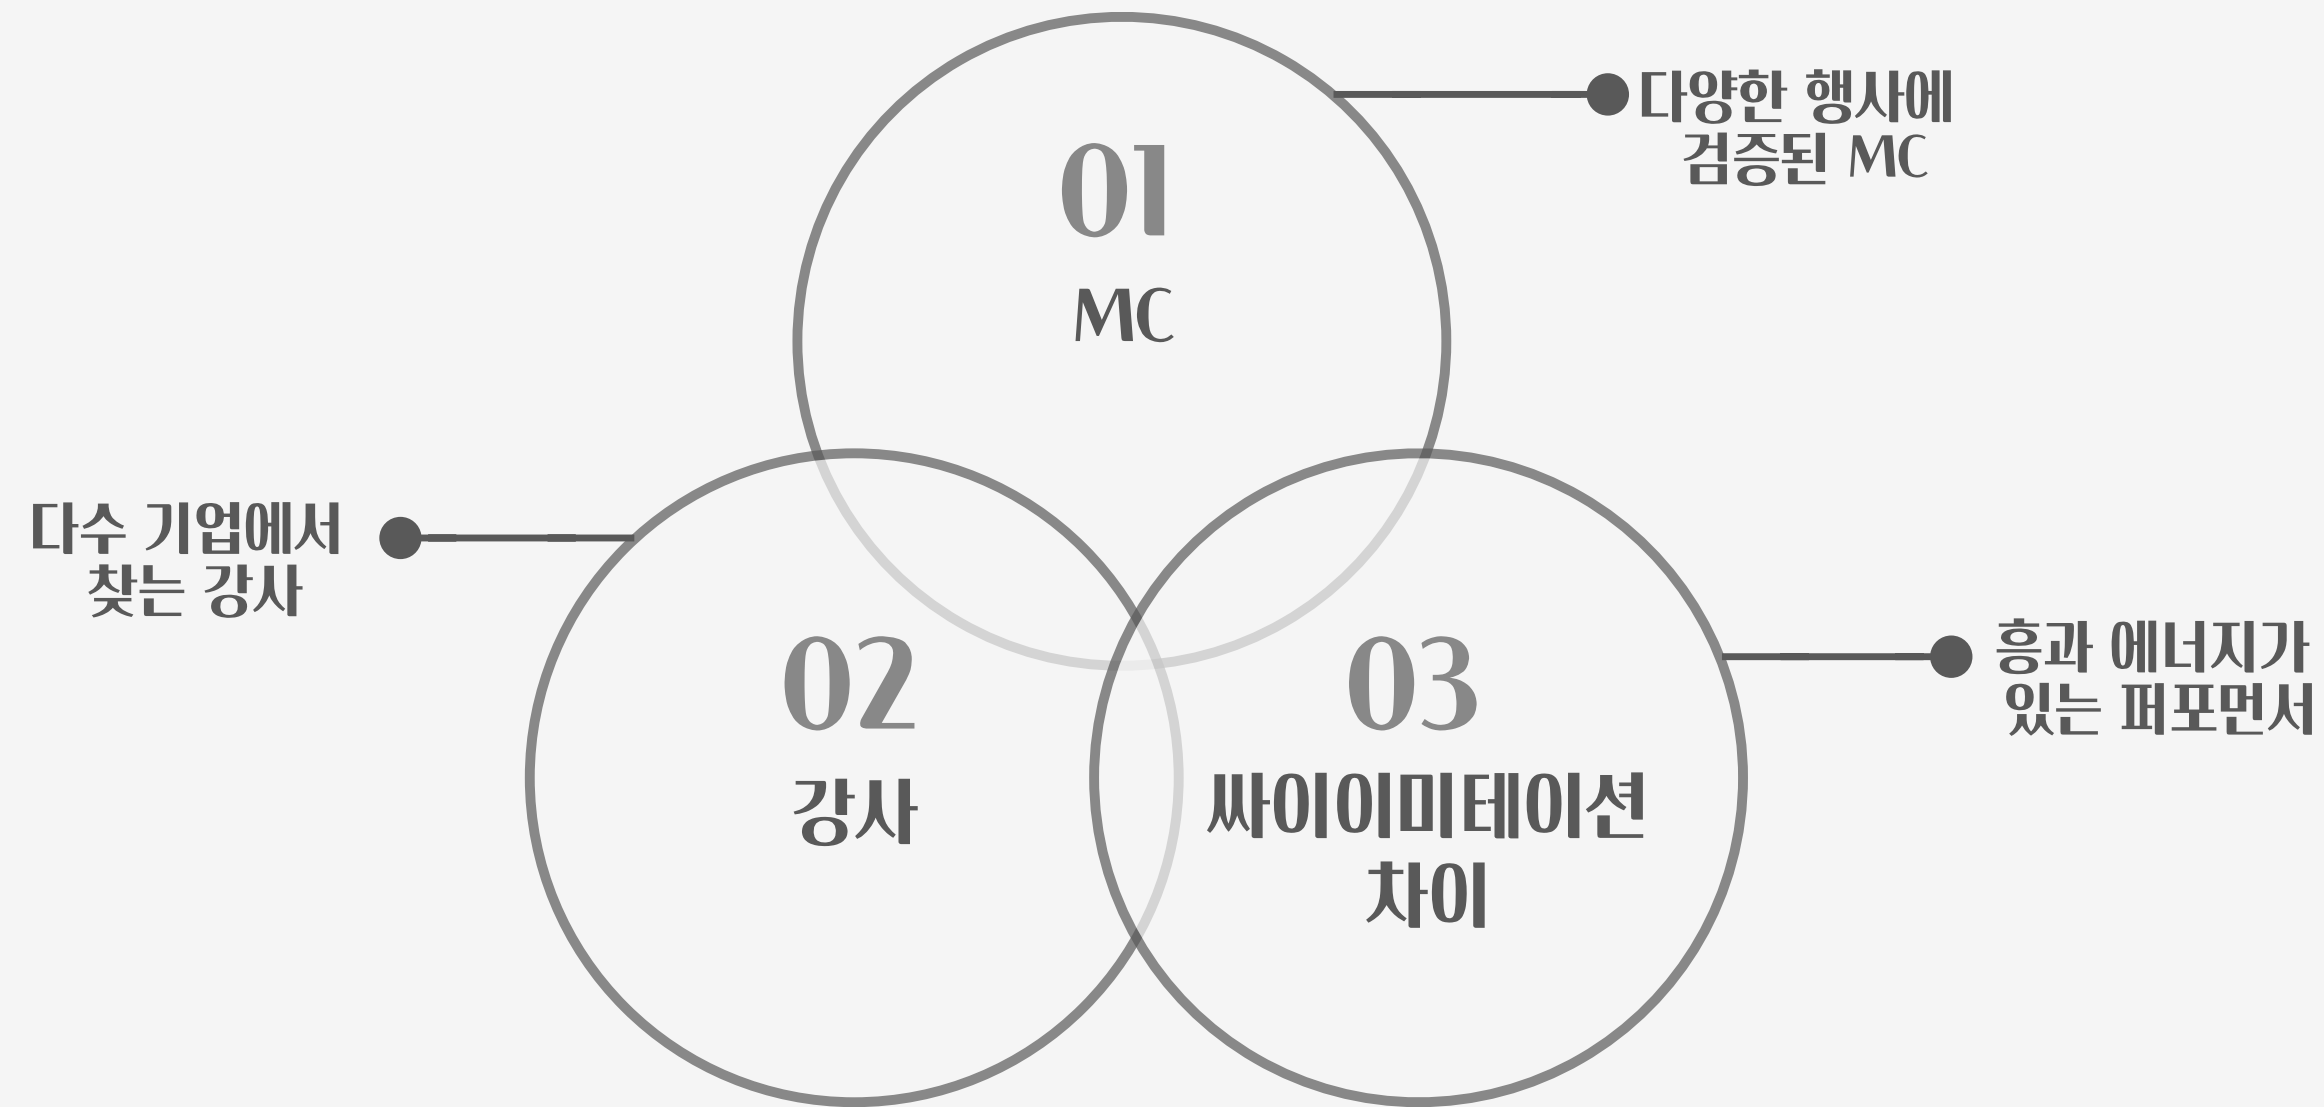 01
MC
다양한 행사에
검증된 MC
다수 기업에서
찾는 강사
02
강사
03
싸이이미테이션
차이
흥과 에너지가
있는 퍼포먼서